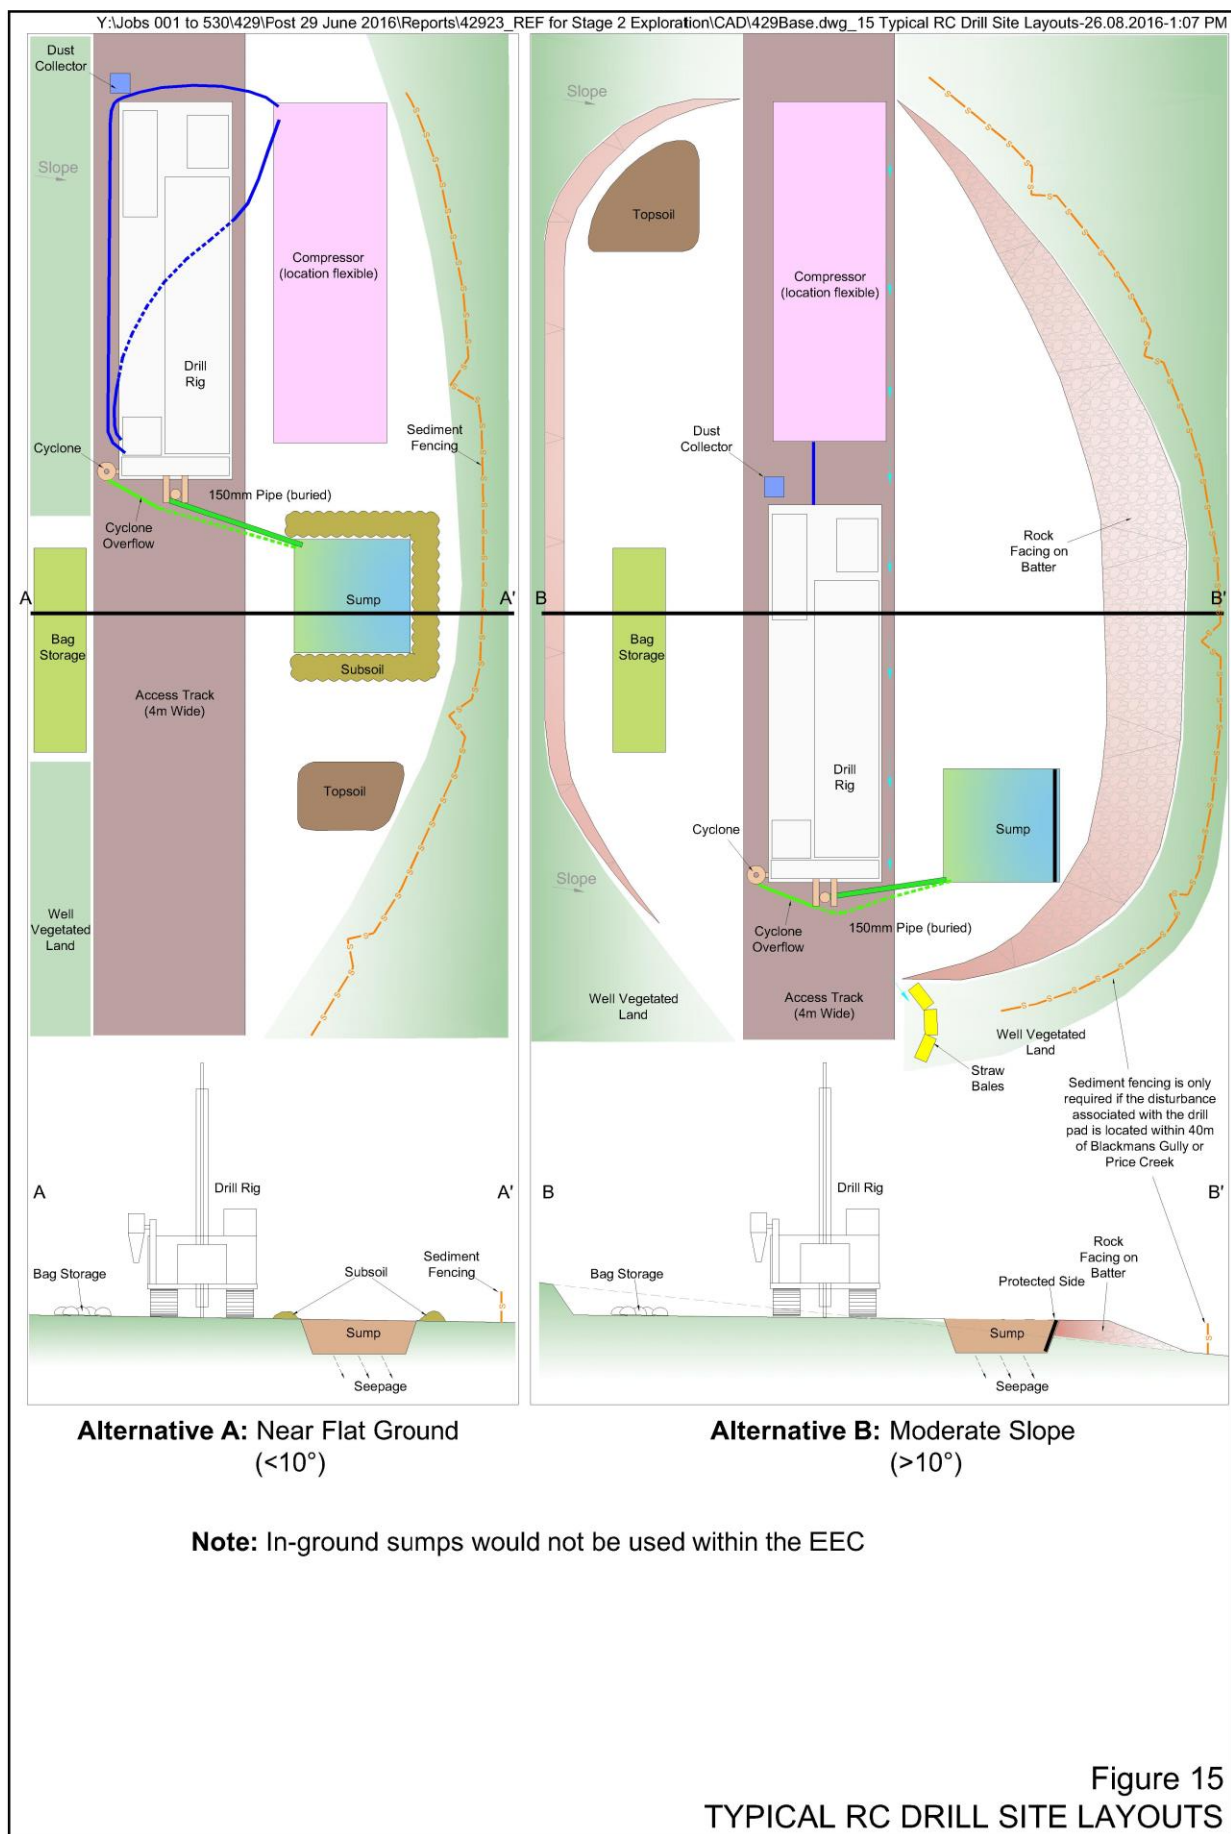 Y:\Jobs 001 to 530\429\Post 29 June 2016\Reports\42923_REF for Stage 2 Exploration\CAD\429Base.dwg_15 Typical RC Drill Site Layouts-26.08.2016-1:07 PM
Dust
Collector
Slope
Compressor
(location flexible)
Drill
Rig
Cyclone
Sediment
Fencing
150mm Pipe (buried)
Cyclone
Overflow
A
A'
Sump
Bag
Storage
Subsoil
Access Track
(4m Wide)
Topsoil
Well
Vegetated
Land
A
A'
Drill Rig
Bag Storage
Subsoil
Sediment
Fencing
Sump
Seepage
Alternative A: Near Flat Ground
(<10°)
Slope
Topsoil
Compressor
(location flexible)
Dust
Collector
Rock
Facing on
Batter
B
B'
Bag
Storage
Drill
Rig
Sump
Cyclone
Slope
Cyclone
Overflow
150mm Pipe (buried)
Well Vegetated
Land
Access Track
(4m Wide)
Well Vegetated
Land
Straw
Bales
Sediment fencing is only
required if the disturbance
associated with the drill
pad is located within 40m
of Blackmans Gully or
Price Creek
B
B'
Drill Rig
Bag Storage
Protected Side
Rock
Facing on
Batter
Sump
Seepage
Alternative B: Moderate Slope
(>10°)
Note: In-ground sumps would not be used within the EEC
Figure 15
TYPICAL RC DRILL SITE LAYOUTS